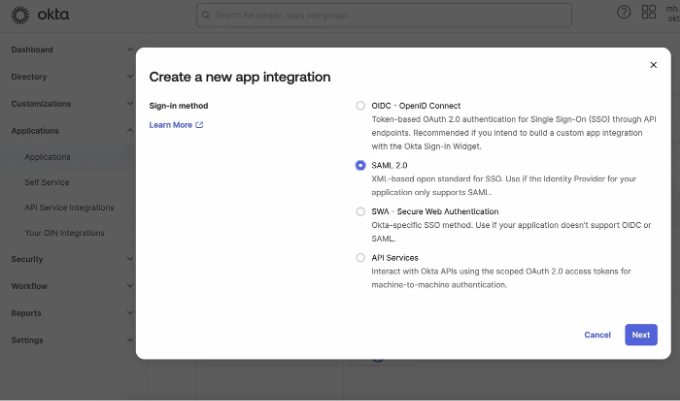 okta
Search for people, apps and groups
mh.
okt
Dashboard
Directory
Customizations
Applications
Applications
Self Service
API Service Integrations
Your OIN Integrations
Security
Workflow
Reports
Settings
Create a new app integration
Sign-in method
Learn More
OIDC - OpenID Connect
Token-based OAuth 2.0 authentication for Single Sign-On (SSO) through API
endpoints. Recommended if you intend to build a custom app integration
with the Okta Sign-In Widget.
SAML 2.0
XML-based open standard for SSO. Use if the Identity Provider for your
application only supports SAML.
SWA - Secure Web Authentication
Okta-specific SSO method. Use if your application doesn't support OIDC or
SAML.
API Services
Interact with Okta APIs using the scoped OAuth 2.0 access tokens for
machine-to-machine authentication.
Cancel
Next